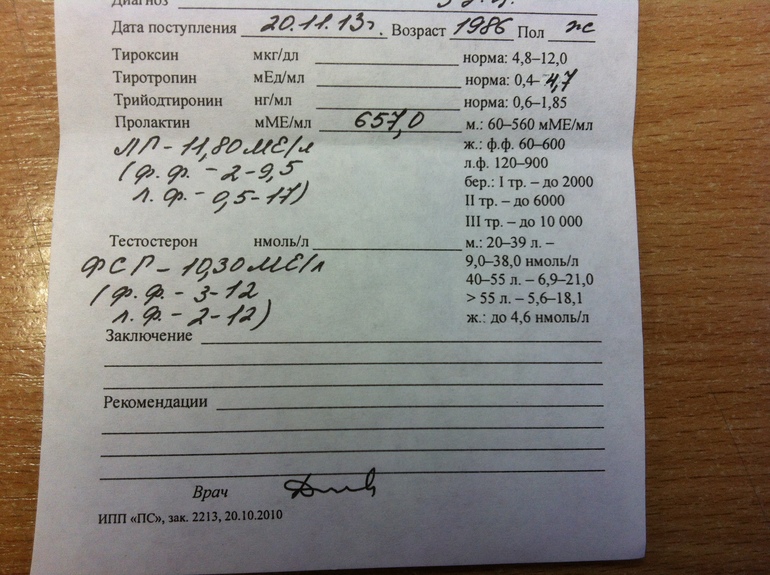 Диагноз
Дата поступления 20.11.13г. Возраст 1986 Пол ж
Тироксин мкг/дл норма: 4,8–12,0
Тиротропин мЕд/мл норма: 0,4–4,7
Трийодтиронин нг/мл норма: 0,6–1,85
Пролактин мМЕ/мл 657,0 м.: 60–560 мМЕ/мл
ЛГ - 11,80 МЕ/л ж.: ф.ф. 60–600
(ф.ф. - 2-9,5 л.ф. 120–900
л.ф. - 0,5-17) бер.: I тр. – до 2000
II тр. – до 6000
III тр. – до 10 000
Тестостерон нмоль/л м.: 20–39 л. –
ФСГ - 10,30 МЕ/л 9,0–38,0 нмоль/л
(ф.ф. - 3-12 40–55 л. – 6,9–21,0
л.ф. - 2-12) > 55 л. – 5,6–18,1
ж.: до 4,6 нмоль/л
Заключение
Рекомендации
Врач
ИПП «ПС», зак. 2213, 20.10.2010